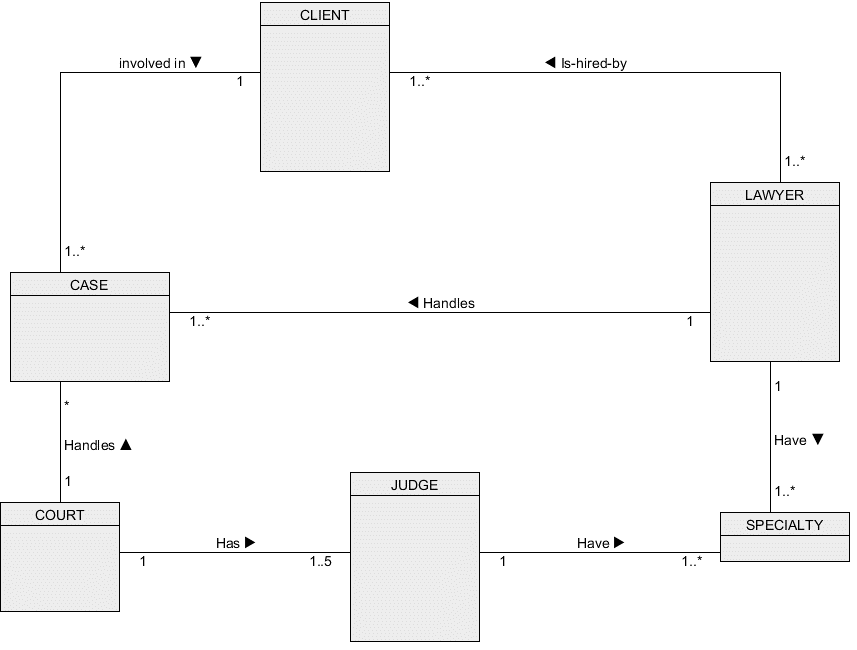 CLIENT
involved in ▼
◄ Is-hired-by
1
1..*
1..*
LAWYER
1..*
CASE
◄ Handles
1..*
1
1
*
Handles ▲
Have ▼
1
1..*
JUDGE
COURT
SPECIALTY
Has ►
Have ►
1
1..5
1
1..*